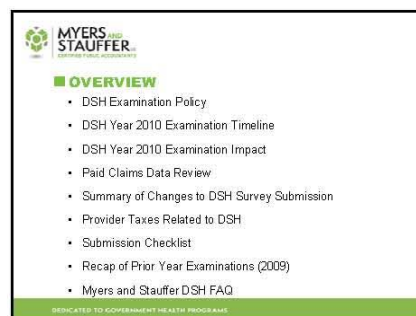 MYERS AND
STAUFFER LC
CERTIFIED PUBLIC ACCOUNTANTS
OVERVIEW
• DSH Examination Policy
• DSH Year 2010 Examination Timeline
• DSH Year 2010 Examination Impact
• Paid Claims Data Review
• Summary of Changes to DSH Survey Submission
• Provider Taxes Related to DSH
• Submission Checklist
• Recap of Prior Year Examinations (2009)
• Myers and Stauffer DSH FAQ
DEDICATED TO GOVERNMENT HEALTH PROGRAMS